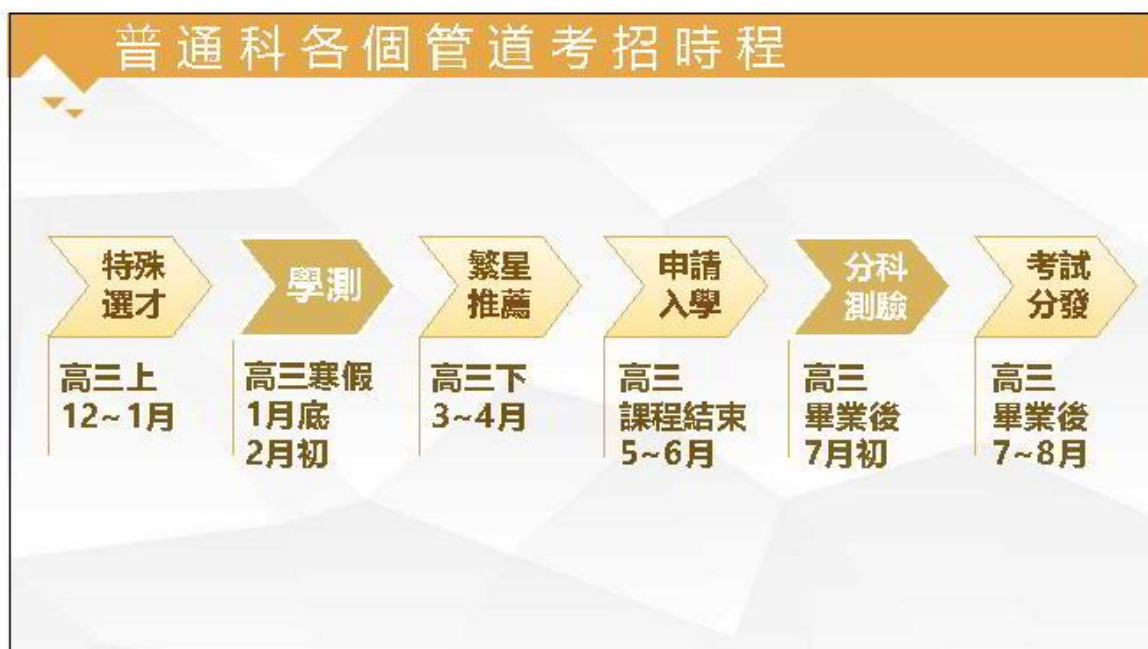 普通科各個管道考招時程
特殊
選才
學測
繁星
推薦
申請
入學
分科
測驗
考試
分發
高三上
12~1月
高三寒假
1月底
2月初
高三下
3~4月
高三
課程結束
5~6月
高三
畢業後
7月初
高三
畢業後
7~8月